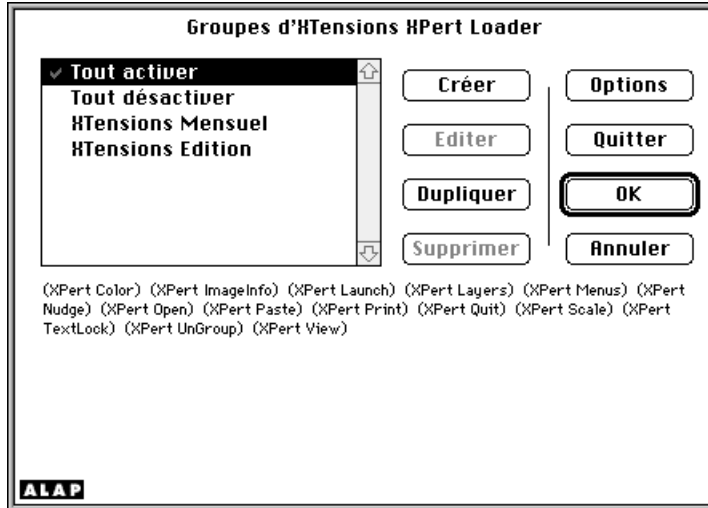 Groupes d'XTensions XPert Loader
✓ Tout activer
Tout désactiver
XTensions Mensuel
XTensions Edition
Créer
Editer
Dupliquer
Supprimer
Options
Quitter
OK
Annuler
(XPert Color) (XPert ImageInfo) (XPert Launch) (XPert Layers) (XPert Menus) (XPert
Nudge) (XPert Open) (XPert Paste) (XPert Print) (XPert Quit) (XPert Scale) (XPert
TextLock) (XPert UnGroup) (XPert View)
ALAP